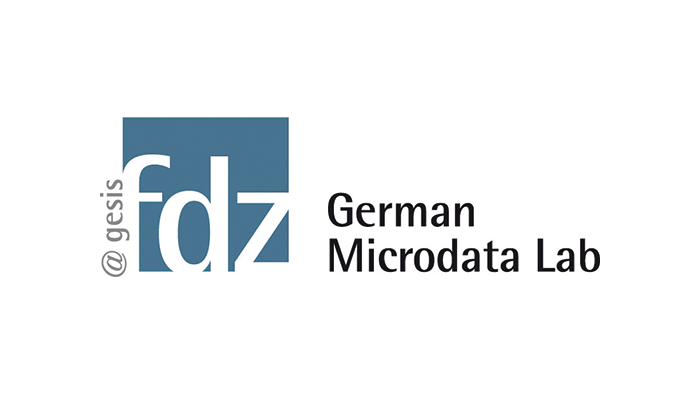 @ gesis
fdz
German
Microdata Lab